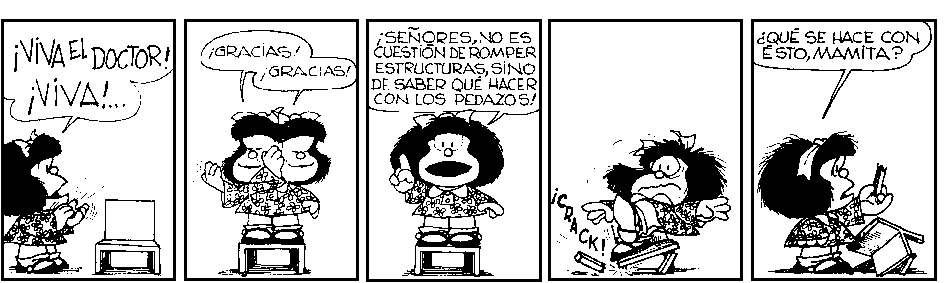 ¡VIVA EL DOCTOR!
¡VIVA!...
¡GRACIAS!
¡GRACIAS!
¡SEÑORES, NO ES
CUESTIÓN DE ROMPER
ESTRUCTURAS, SINO
DE SABER QUÉ HACER
CON LOS PEDAZOS!
¡CRACK!
¿QUÉ SE HACE CON
ÉSTO, MAMITA?